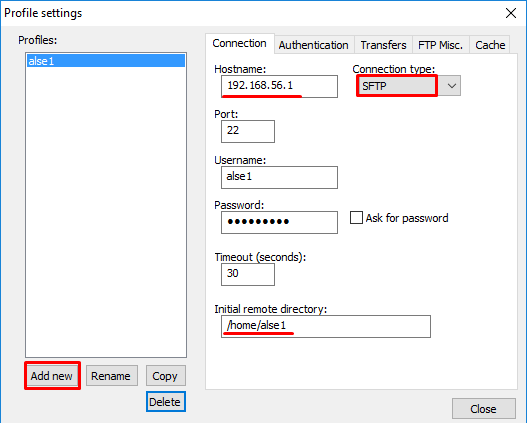 Profile settings
Profiles:
alse1
Add new
Rename
Copy
Delete
Connection
Authentication
Transfers
FTP Misc.
Cache
Hostname:
Connection type:
192.168.56.1
SFTP
Port:
22
Username:
alse1
Password:
●●●●●●●●●
Ask for password
Timeout (seconds):
30
Initial remote directory:
/home/alse1
Close